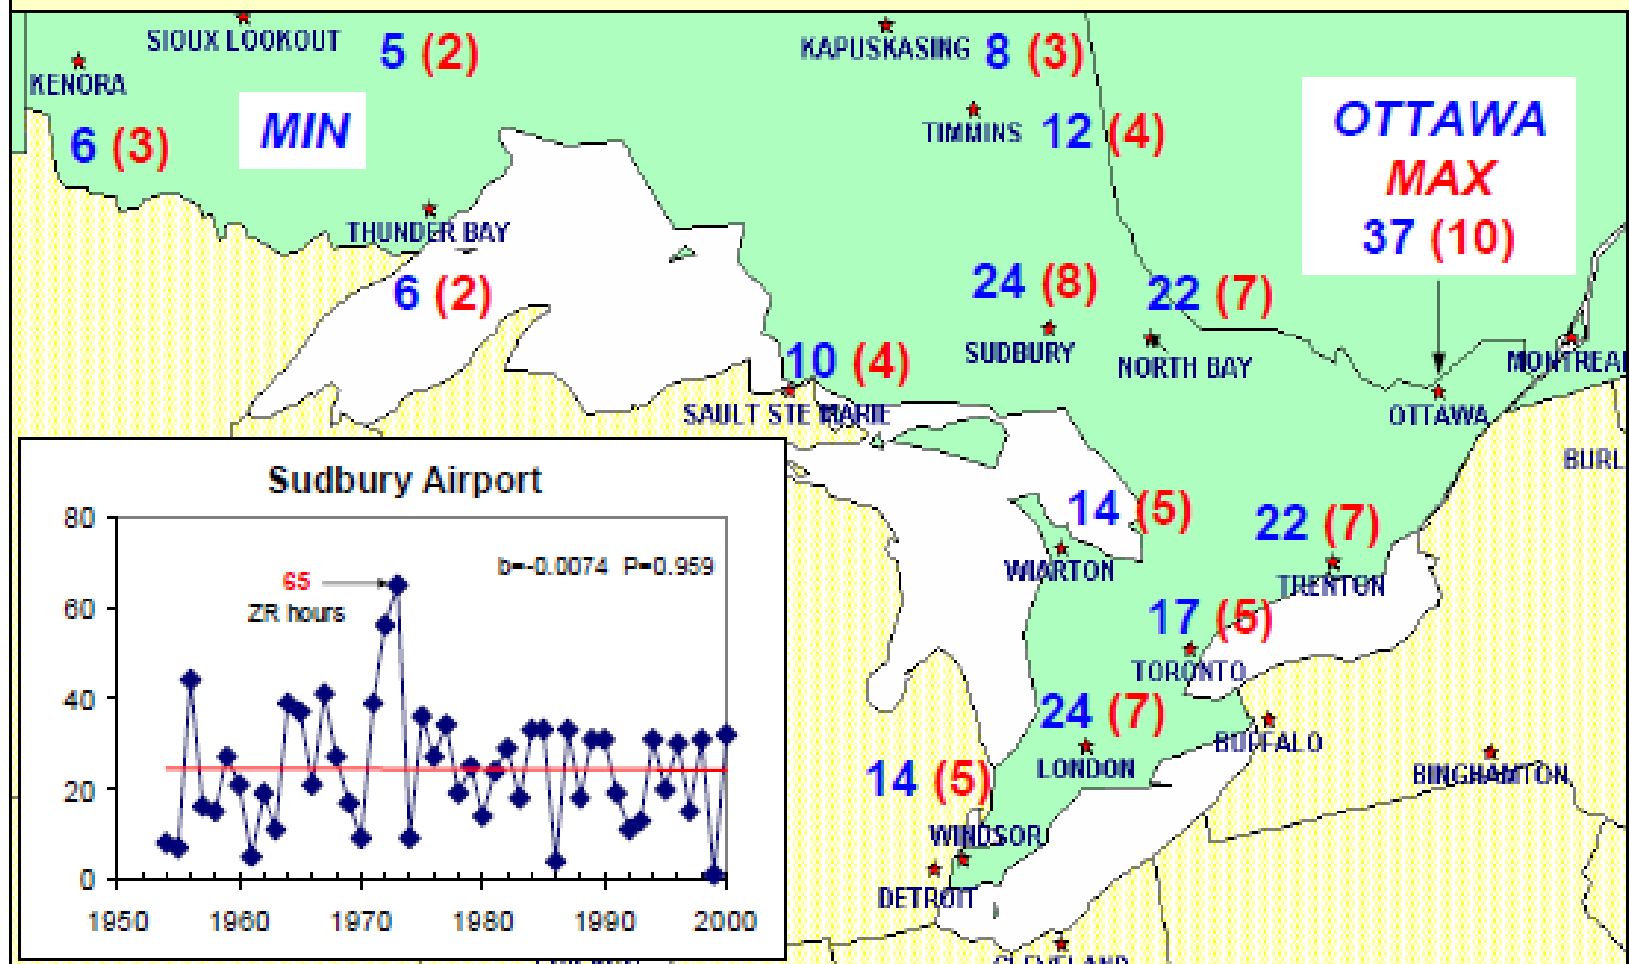 SIOUX LOOKOUT 5 (2)
KAPUSKASING 8 (3)
KENORA
6 (3)
MIN
TIMMINS 12 (4)
OTTAWA
MAX
37 (10)
THUNDER BAY
6 (2)
24 (8)
SUDBURY
22 (7)
NORTH BAY
10 (4)
SAULT STE MARIE
MONTREAL
OTTAWA
BURL
14 (5)
WIARTON
22 (7)
TRENTON
17 (5)
TORONTO
24 (7)
LONDON
BUFFALO
BINGHAMTON
14 (5)
WINDSOR
DETROIT
CLEVELAND
Sudbury Airport
b=-0.0074 P=0.959
65
ZR hours
80
60
40
20
0
1950 1960 1970 1980 1990 2000